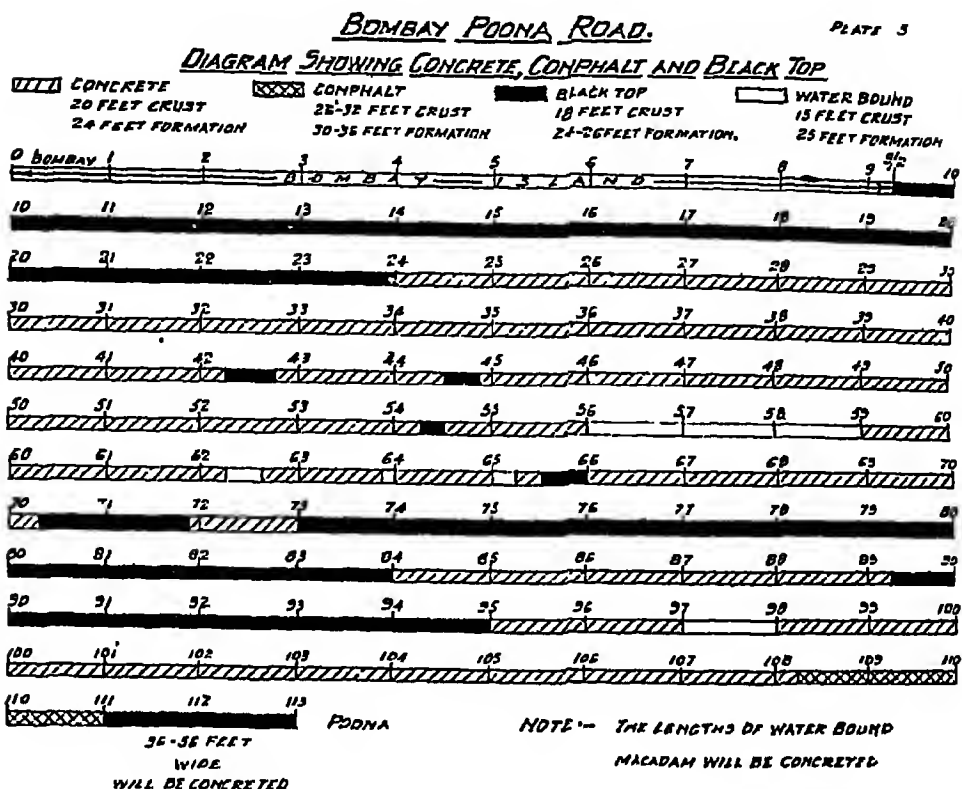 BOMBAY POONA ROAD.
PLATE 5
DIAGRAM SHOWING CONCRETE, CONPHALT AND BLACK TOP
CONCRETE
20 FEET CRUST
24 FEET FORMATION
CONPHALT
22-32 FEET CRUST
30-36 FEET FORMATION
BLACK TOP
18 FEET CRUST
24-26 FEET FORMATION.
WATER BOUND
15 FEET CRUST
25 FEET FORMATION
0 BOMBAY 1 2 3 4 5 6 7 8 9 9½ 10
BOMBAY ISLAND
10 11 12 13 14 15 16 17 18 19 20
20 21 22 23 24 25 26 27 28 29 30
30 31 32 33 34 35 36 37 38 39 40
40 41 42 43 44 45 46 47 48 49 50
50 51 52 53 54 55 56 57 58 59 60
60 61 62 63 64 65 66 67 68 69 70
70 71 72 73 74 75 76 77 78 79 80
80 81 82 83 84 85 86 87 88 89 90
90 91 92 93 94 95 96 97 98 99 100
100 101 102 103 104 105 106 107 108 109 110
110 111 112 113
POONA
36-56 FEET
WIDE
WILL BE CONCRETED
NOTE:- THE LENGTHS OF WATER BOUND
MACADAM WILL BE CONCRETED